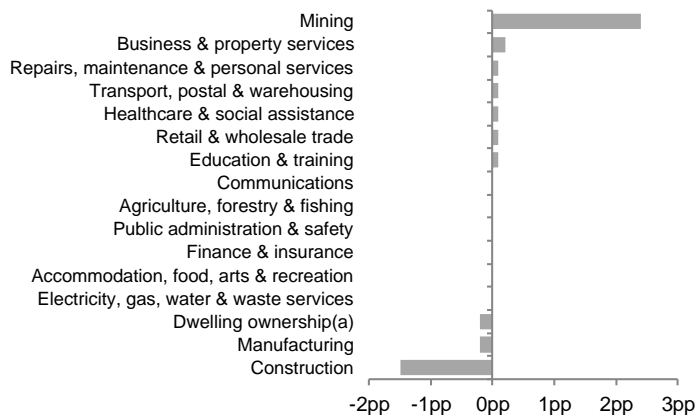 Mining
Business & property services
Repairs, maintenance & personal services
Transport, postal & warehousing
Healthcare & social assistance
Retail & wholesale trade
Education & training
Communications
Agriculture, forestry & fishing
Public administration & safety
Finance & insurance
Accommodation, food, arts & recreation
Electricity, gas, water & waste services
Dwelling ownership(a)
Manufacturing
Construction
-2pp -1pp 0pp 1pp 2pp 3pp